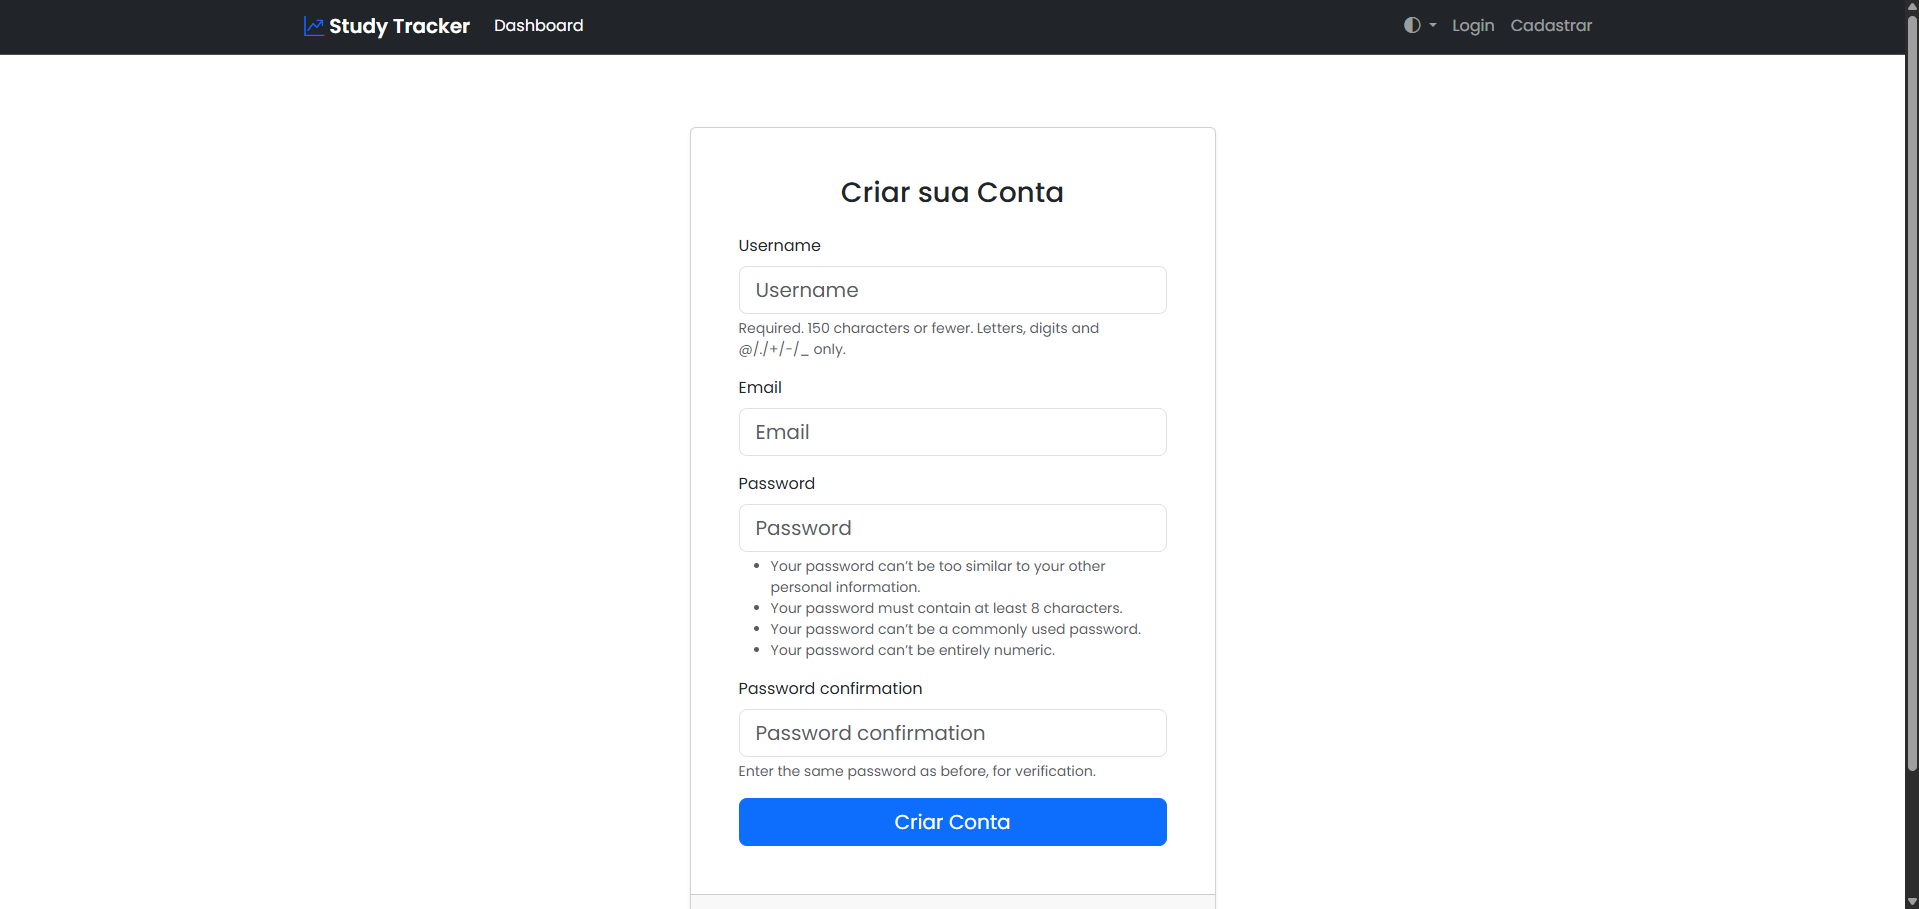 Study Tracker Dashboard Login Cadastrar
Criar sua Conta
Username
Username
Required. 150 characters or fewer. Letters, digits and
@/./+/-/_ only.
Email
Email
Password
Password
Your password can’t be too similar to your other
personal information.
Your password must contain at least 8 characters.
Your password can’t be a commonly used password.
Your password can’t be entirely numeric.
Password confirmation
Password confirmation
Enter the same password as before, for verification.
Criar Conta